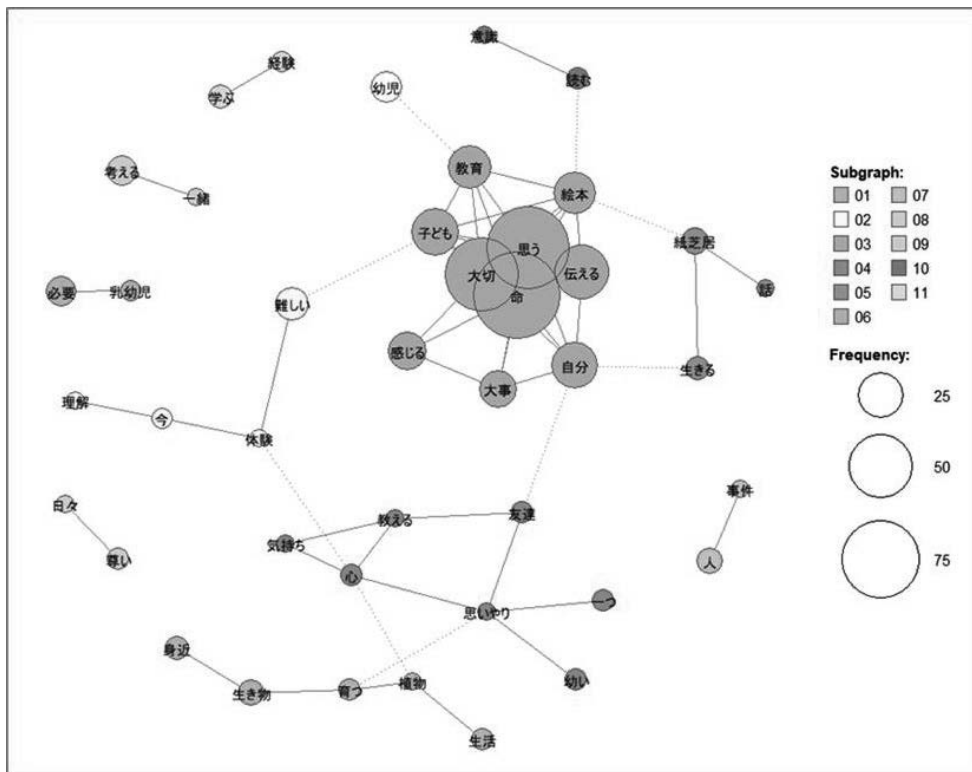 意識
経験
読む
学ぶ
幼児
教育
考える
絵本
一緒
子ども
思う
紙芝居
大切
伝える
話
必要
乳幼児
命
難しい
感じる
自分
生きる
大事
理解
今
体験
事件
日々
教える
友達
気持ち
尊い
人
心
一つ
思いやり
身近
幼い
植物
生き物
育つ
生活
Subgraph:
01 07
02 08
03 09
04 10
05 11
06
Frequency:
25
50
75